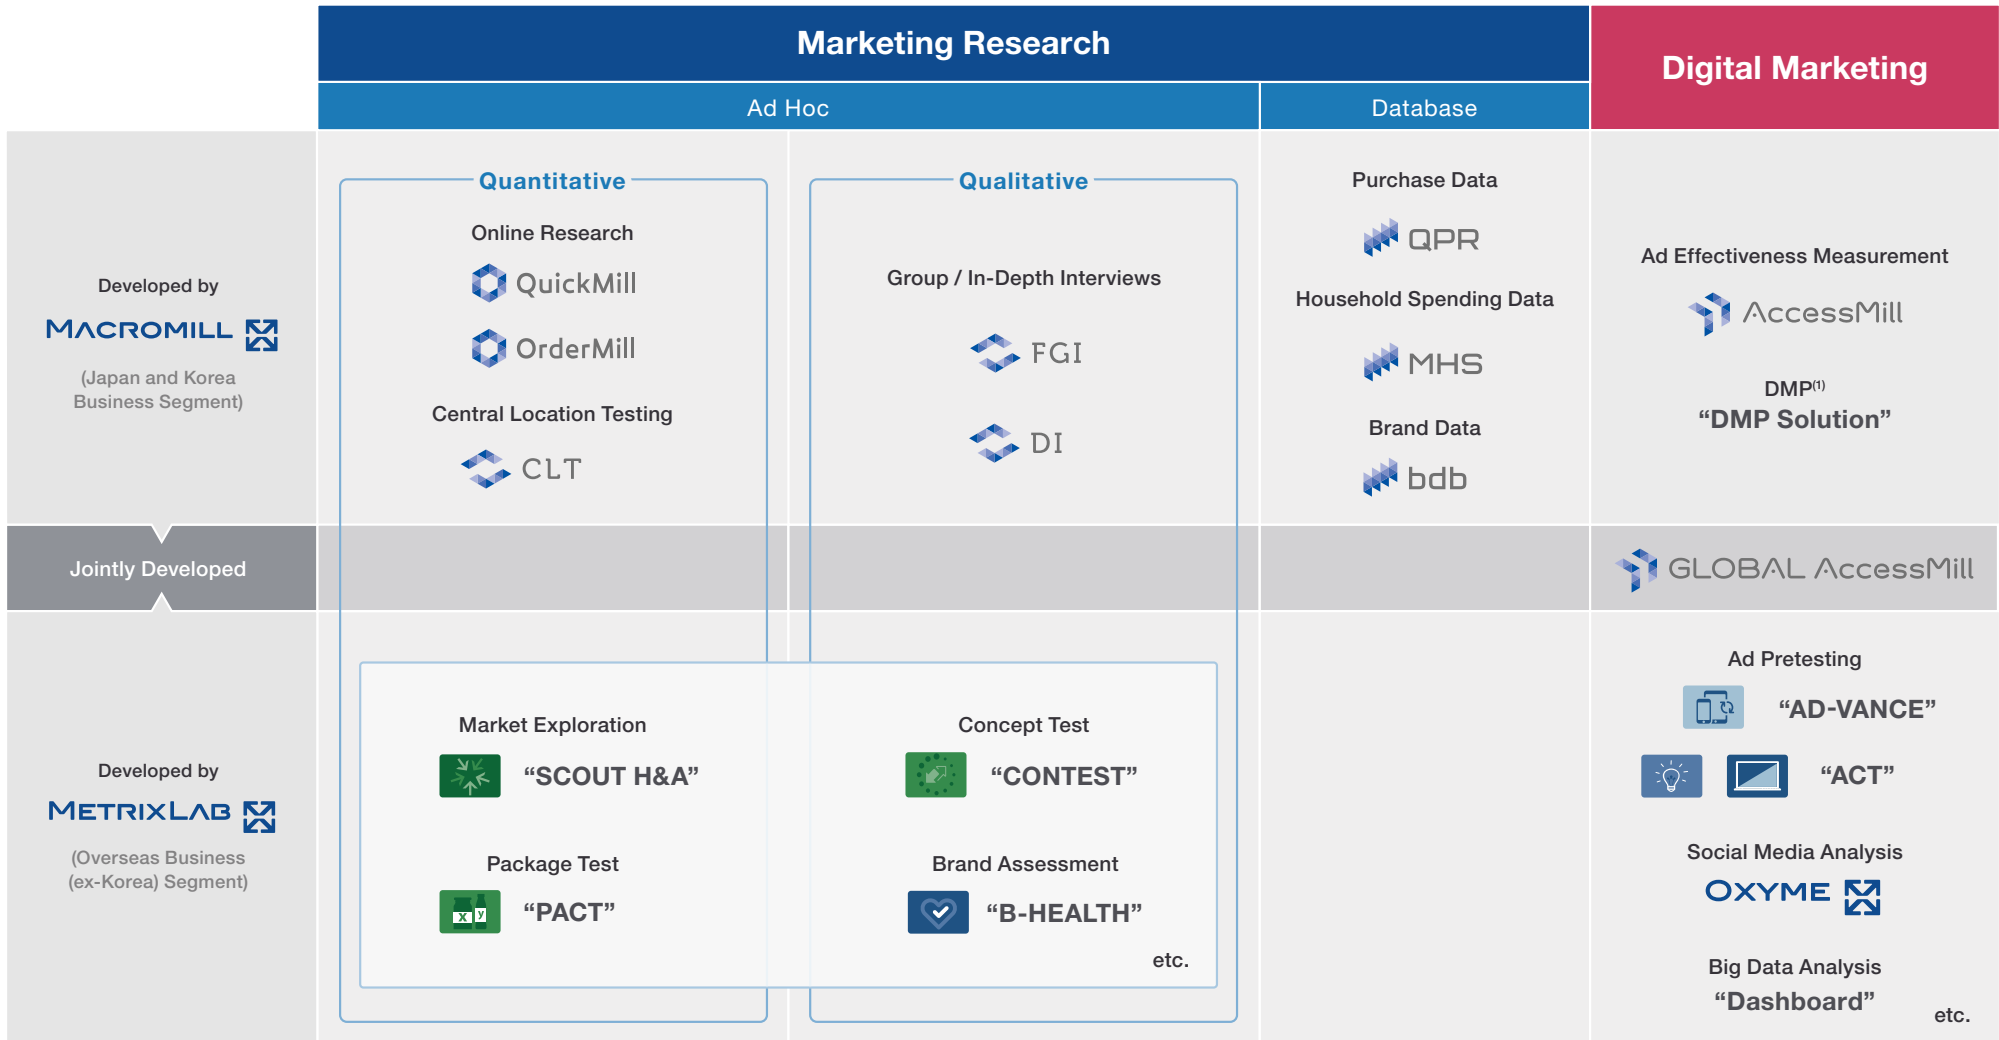 Marketing Research
Digital Marketing
Ad Hoc
Database
Developed by
MACROMILL
(Japan and Korea
Business Segment)
Quantitative
Online Research
QuickMill
OrderMill
Central Location Testing
CLT
Qualitative
Group / In-Depth Interviews
FGI
DI
Purchase Data
QPR
Household Spending Data
MHS
Brand Data
bdb
Ad Effectiveness Measurement
AccessMill
DMP(1)
“DMP Solution”
Jointly Developed
GLOBAL AccessMill
Developed by
METRIXLAB
(Overseas Business
(ex-Korea) Segment)
Market Exploration
“SCOUT H&A”
Concept Test
“CONTEST”
Package Test
x y
“PACT”
Brand Assessment
“B-HEALTH”
etc.
Ad Pretesting
“AD-VANCE”
“ACT”
Social Media Analysis
OXYME
Big Data Analysis
“Dashboard”
etc.